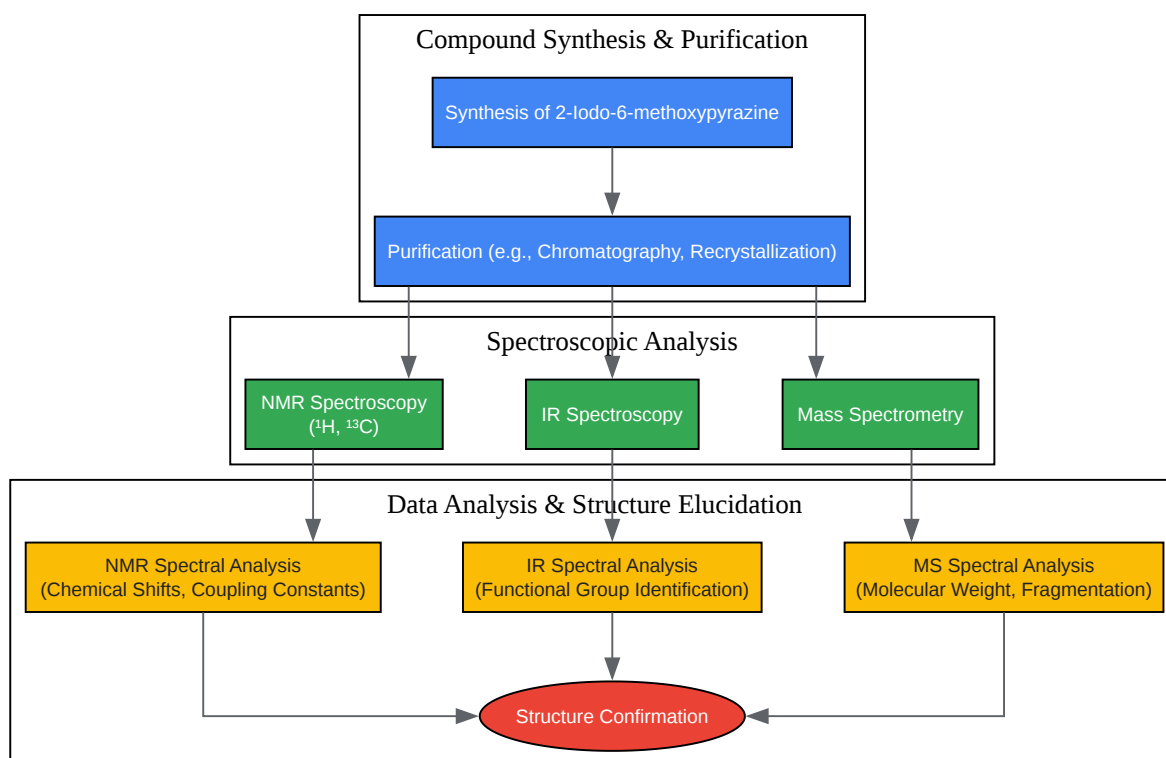 Compound Synthesis & Purification
Synthesis of 2-Iodo-6-methoxypyrazine
Purification (e.g., Chromatography, Recrystallization)
Spectroscopic Analysis
NMR Spectroscopy
(¹H, ¹³C)
IR Spectroscopy
Mass Spectrometry
Data Analysis & Structure Elucidation
NMR Spectral Analysis
(Chemical Shifts, Coupling Constants)
IR Spectral Analysis
(Functional Group Identification)
MS Spectral Analysis
(Molecular Weight, Fragmentation)
Structure Confirmation